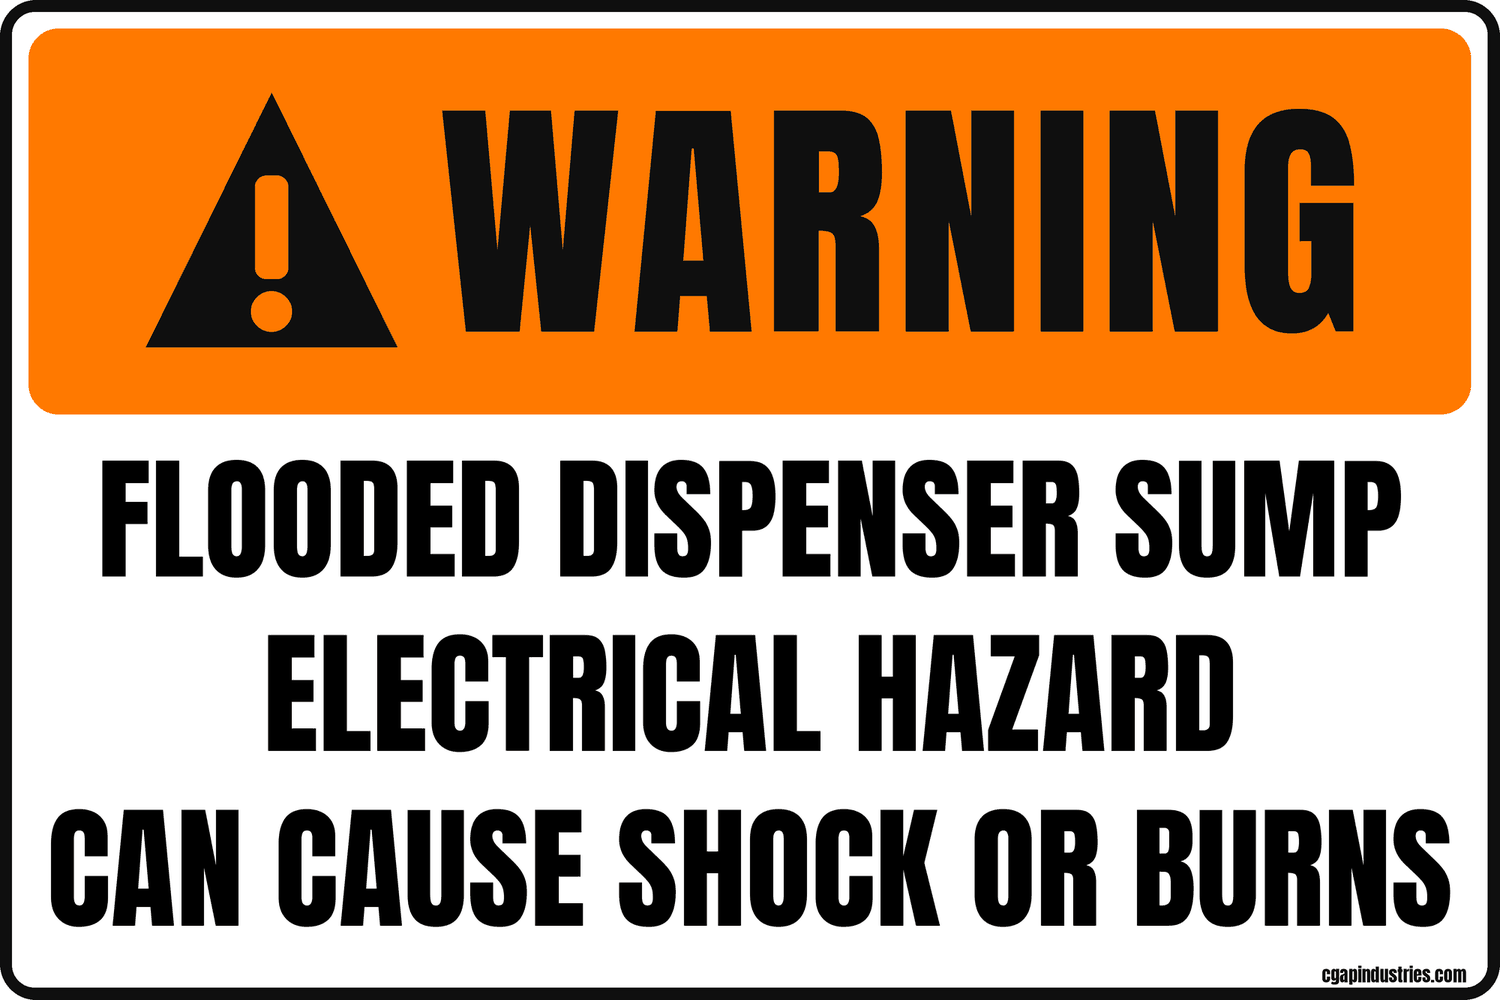 WARNING
FLOODED DISPENSER SUMP
ELECTRICAL HAZARD
CAN CAUSE SHOCK OR BURNS
cgapindustries.com